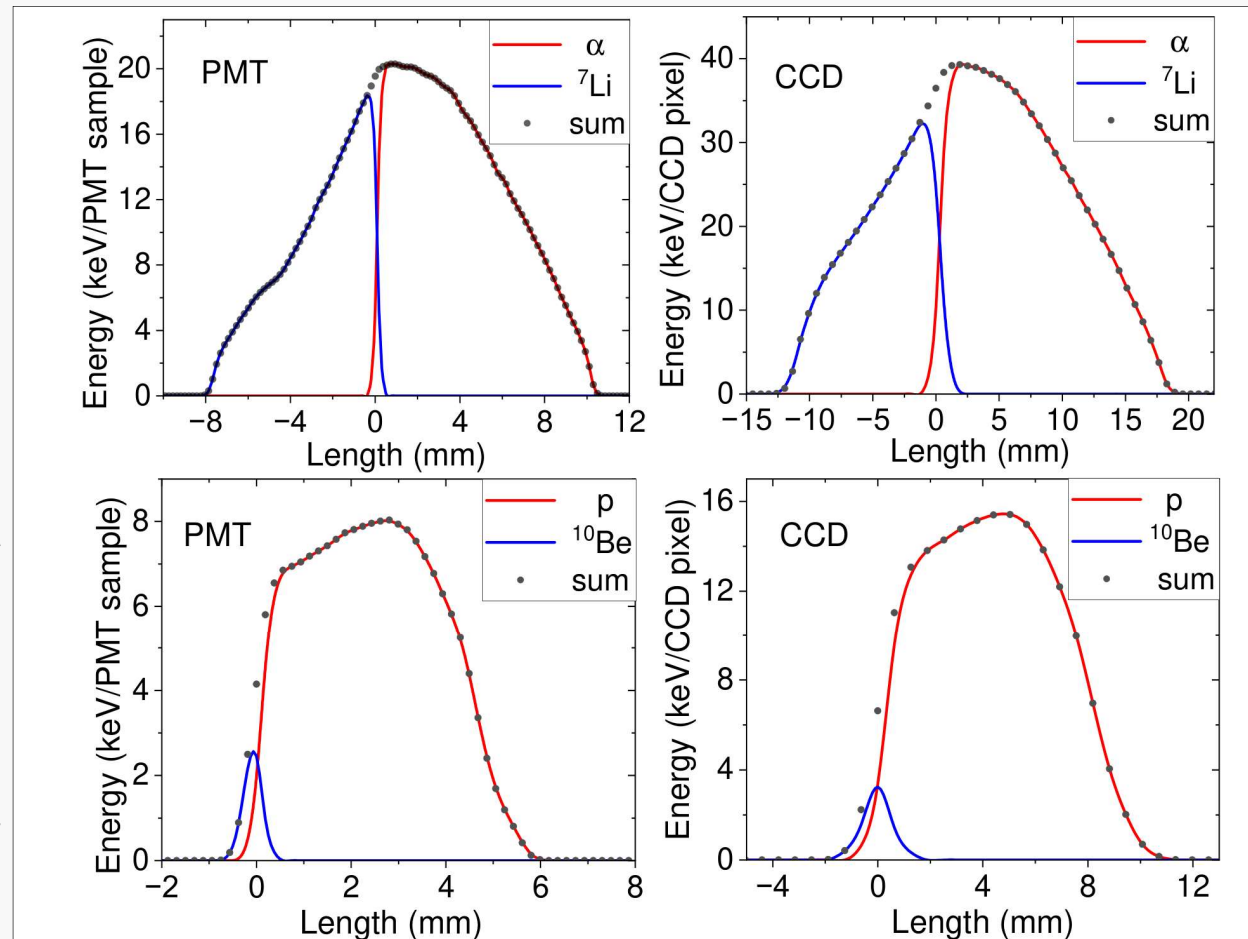 Energy (keV/PMT sample)
20
16
12
8
4
0
PMT
α
⁷Li
sum
−8 −4 0 4 8 12
Length (mm)
Energy (keV/CCD pixel)
40
30
20
10
0
CCD
α
⁷Li
sum
−15 −10 −5 0 5 10 15 20
Length (mm)
Energy (keV/PMT sample)
8
6
4
2
0
PMT
p
¹⁰Be
sum
−2 0 2 4 6 8
Length (mm)
Energy (keV/CCD pixel)
16
12
8
4
0
CCD
p
¹⁰Be
sum
−4 0 4 8 12
Length (mm)